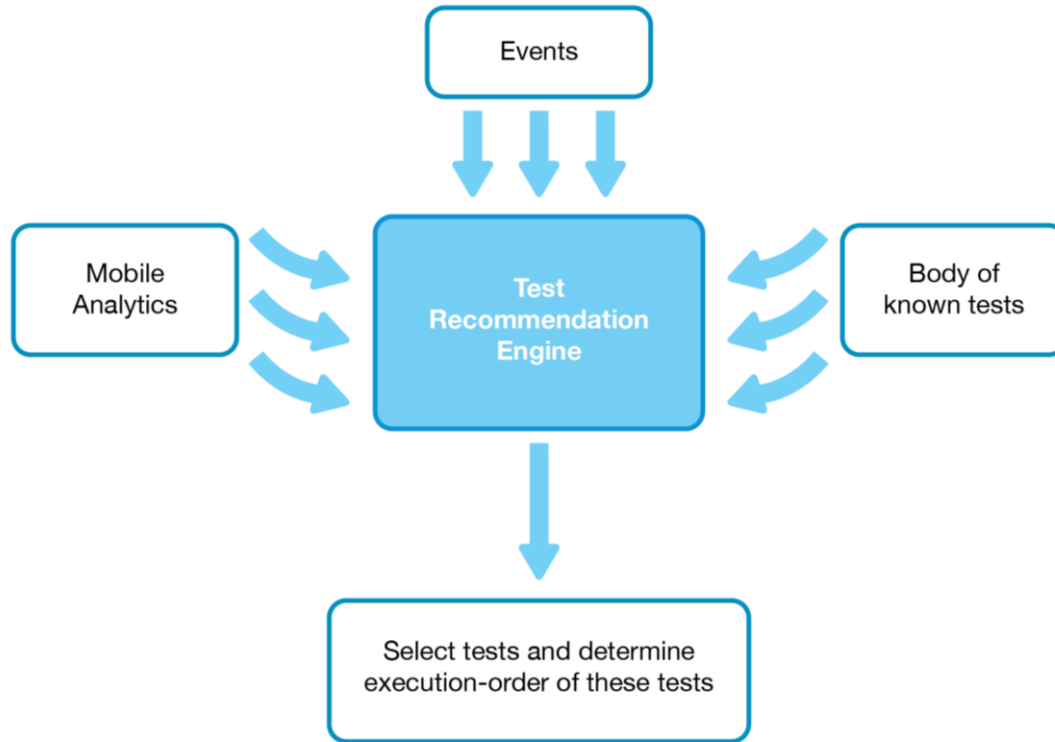 Events
Mobile
Analytics
Test
Recommendation
Engine
Body of
known tests
Select tests and determine
execution-order of these tests